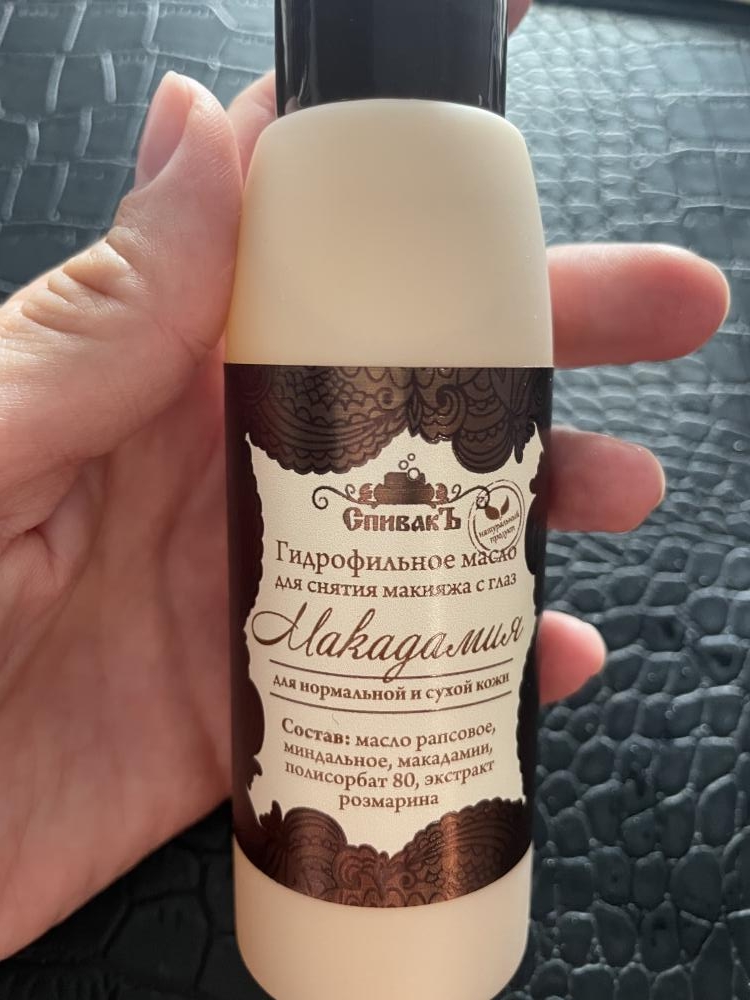 СпивакЪ
натуральный
продукт
Гидрофильное масло
для снятия макияжа с глаз
Макадамия
для нормальной и сухой кожи
Состав: масло рапсовое,
миндальное, макадамии,
полисорбат 80, экстракт
розмарина